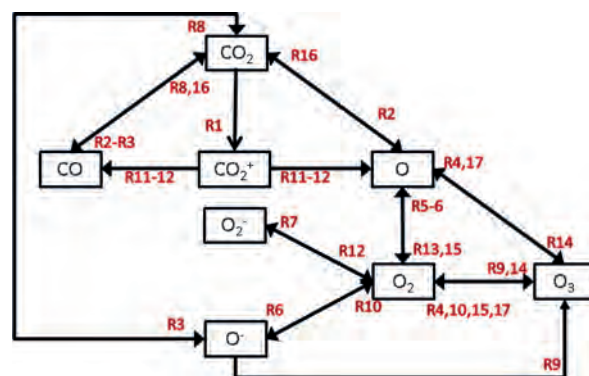 R8
CO₂
R16
R8,16
R2
R1
R2-R3
R4,17
CO
CO₂⁺
O
R11-12
R11-12
R5-6
O₂⁻
R7
R12
R13,15
R14
R9,14
O₂
O₃
R6
R10
R4,10,15,17
R3
O⁻
R9